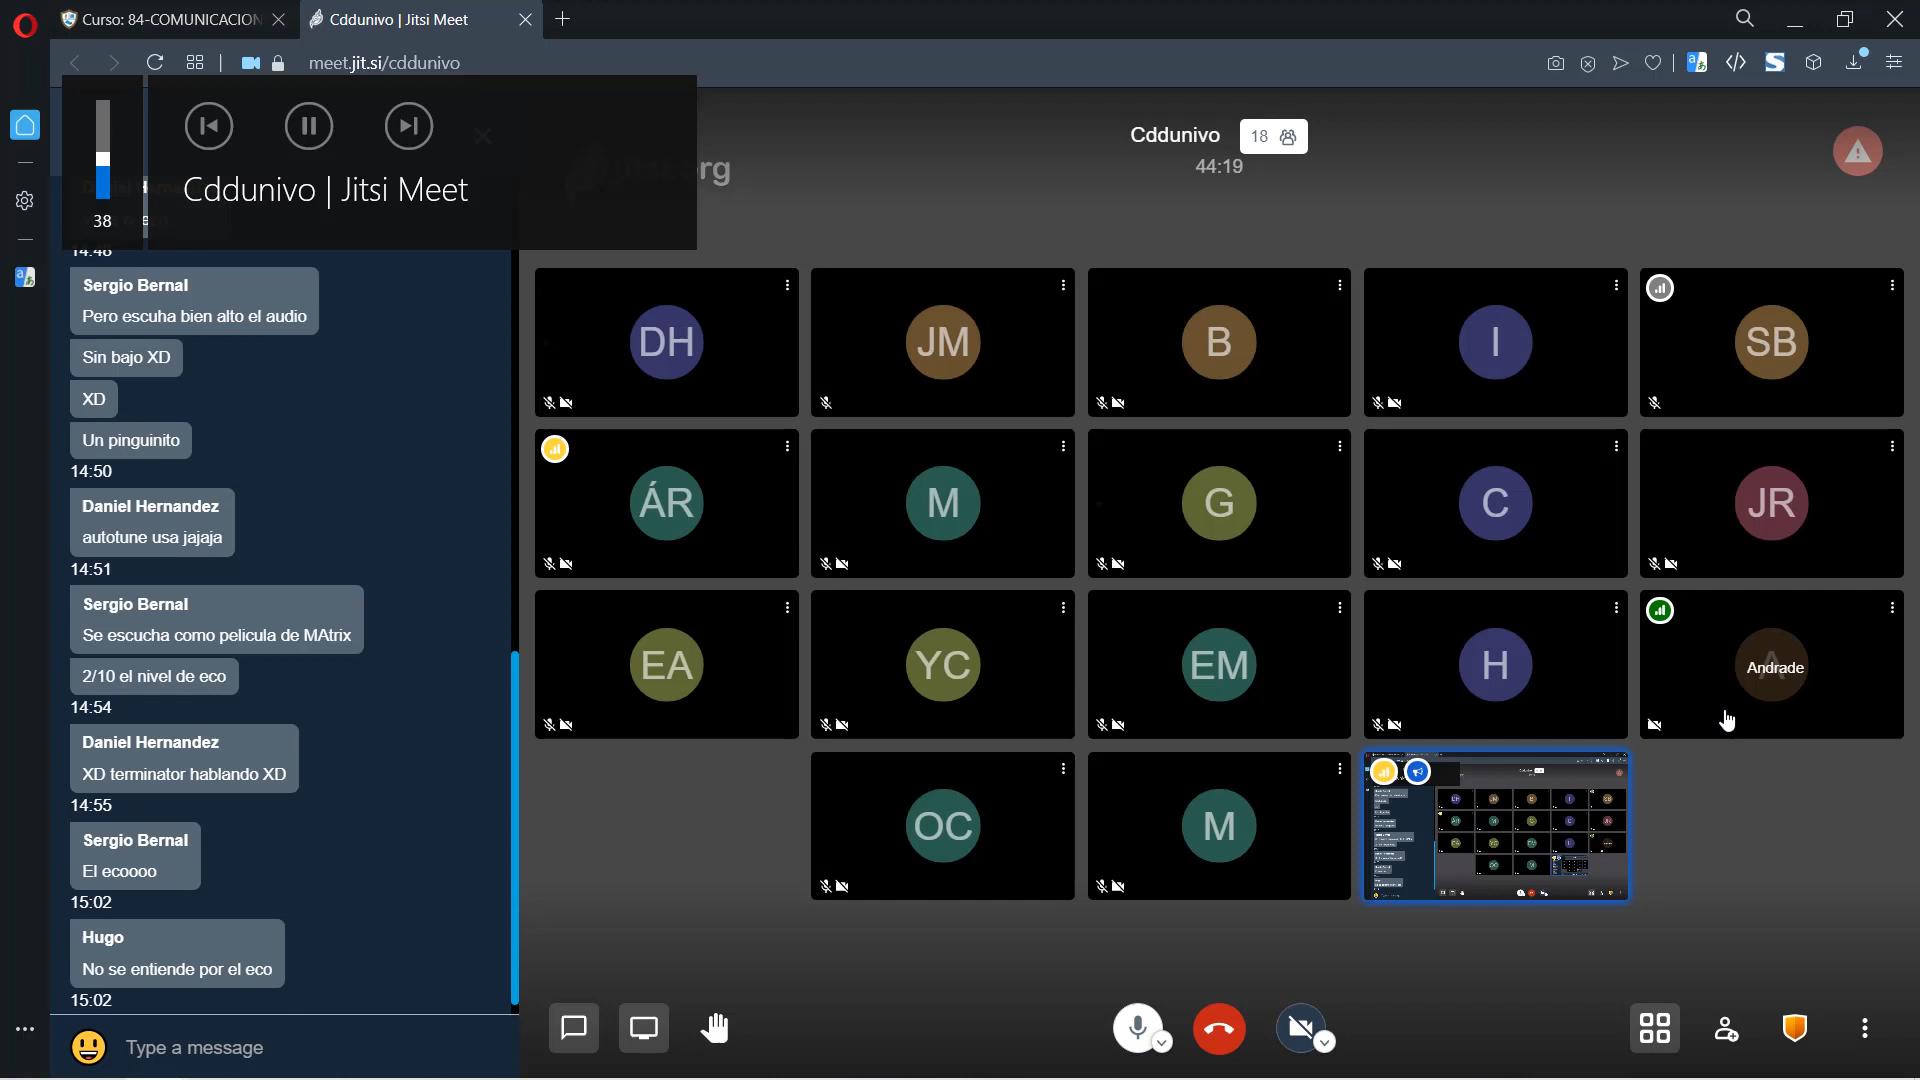 Curso: 84-COMUNICACION
Cddunivo | Jitsi Meet
meet.jit.si/cddunivo
38
Cddunivo | Jitsi Meet
rg
Cddunivo
18
44:19
14:48
Sergio Bernal
Pero escuha bien alto el audio
Sin bajo XD
XD
Un pinguinito
14:50
Daniel Hernandez
autotune usa jajaja
14:51
Sergio Bernal
Se escucha como pelicula de MAtrix
2/10 el nivel de eco
14:54
Daniel Hernandez
XD terminator hablando XD
14:55
Sergio Bernal
El ecoooo
15:02
Hugo
No se entiende por el eco
15:02
Type a message
DH
JM
B
I
SB
ÁR
M
G
C
JR
EA
YC
EM
H
Andrade
OC
M